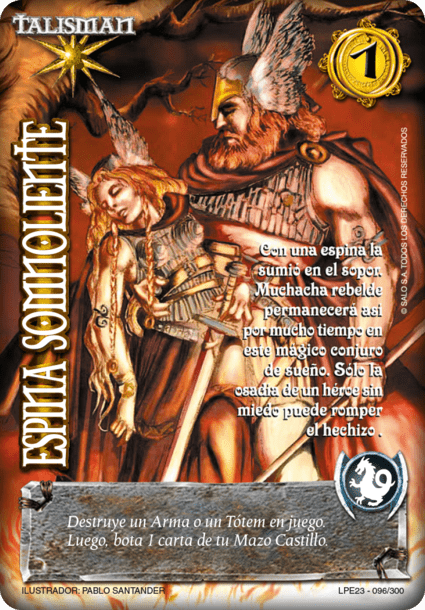 TALISMAN
1
ESPINA SOMNOLIENTE
Con una espina la
sumió en el sopor.
Muchacha rebelde
permanecerá así
por mucho tiempo en
este mágico conjuro
de sueño. Sólo la
osadía de un héroe sin
miedo puede romper
el hechizo.
© SALO S.A. TODOS LOS DERECHOS RESERVADOS
Destruye un Arma o un Tótem en juego.
Luego, bota 1 carta de tu Mazo Castillo.
ILUSTRADOR: PABLO SANTANDER
LPE23 - 096/300